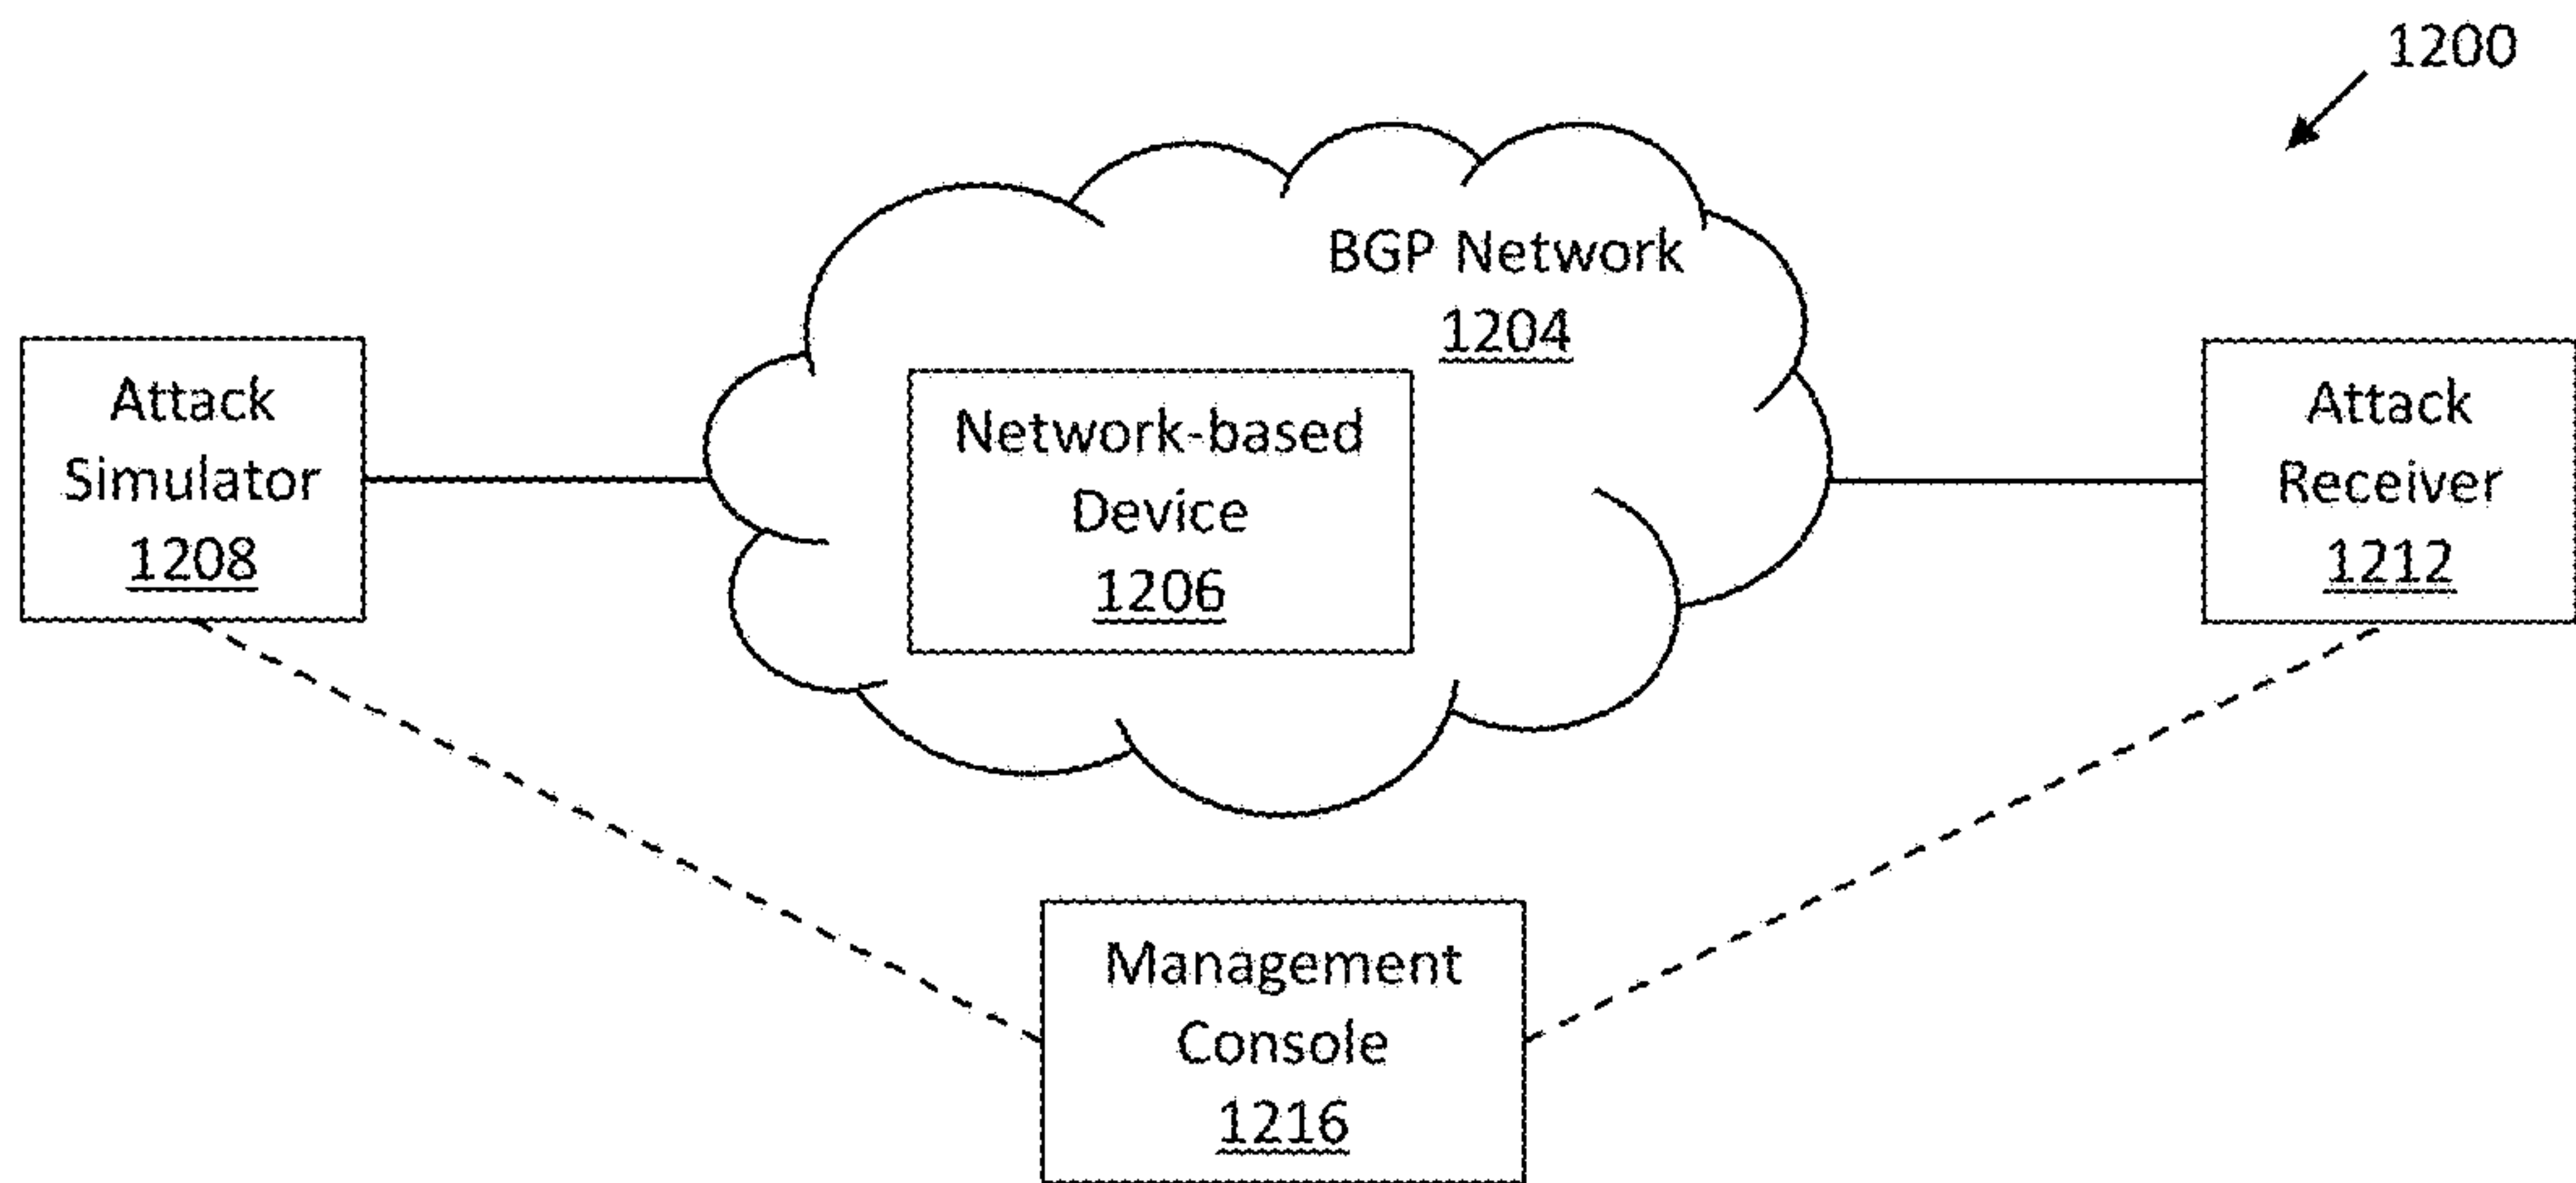 1200
BGP Network
1204
Attack
Simulator
1208
Network-based
Device
1206
Attack
Receiver
1212
Management
Console
1216